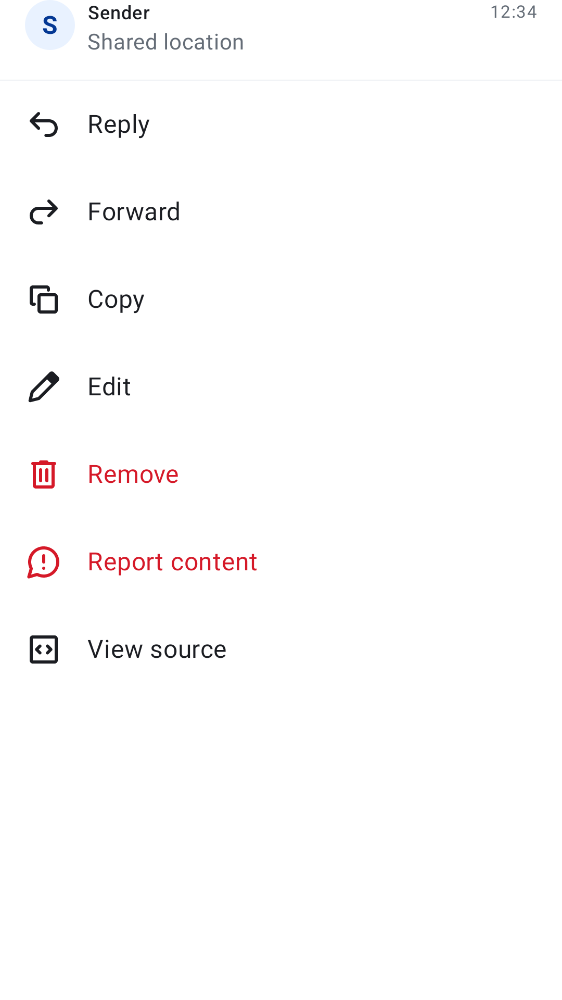 S
Sender
12:34
Shared location
Reply
Forward
Copy
Edit
Remove
Report content
View source